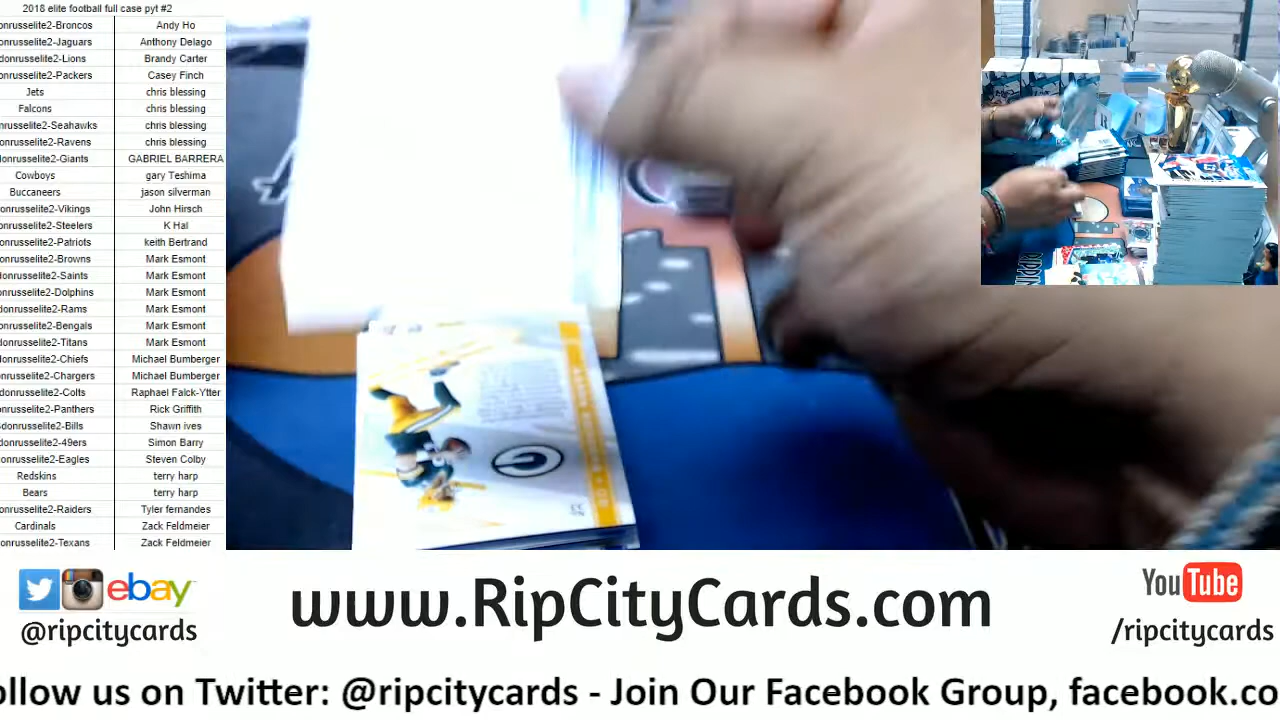 2018 elite football full case pyt #2
onrusselite2-Broncos Andy Ho
onrusselite2-Jaguars Anthony Delago
donrusselite2-Lions Brandy Carter
onrusselite2-Packers Casey Finch
Jets chris blessing
Falcons chris blessing
nrusselite2-Seahawks chris blessing
onrusselite2-Ravens chris blessing
onrusselite2-Giants GABRIEL BARRERA
Cowboys gary Teshima
Buccaneers jason silverman
onrusselite2-Vikings John Hirsch
onrusselite2-Steelers K Hal
onrusselite2-Patriots keith Bertrand
onrusselite2-Browns Mark Esmont
onrusselite2-Saints Mark Esmont
onrusselite2-Dolphins Mark Esmont
onrusselite2-Rams Mark Esmont
onrusselite2-Bengals Mark Esmont
donrusselite2-Titans Mark Esmont
onrusselite2-Chiefs Michael Bumberger
nrusselite2-Chargers Michael Bumberger
donrusselite2-Colts Raphael Falck-Ytter
onrusselite2-Panthers Rick Griffith
donrusselite2-Bills Shawn ives
donrusselite2-49ers Simon Barry
onrusselite2-Eagles Steven Colby
Redskins terry harp
Bears terry harp
onrusselite2-Raiders Tyler fernandes
Cardinals Zack Feldmeier
onrusselite2-Texans Zack Feldmeier
ebay
@ripcitycards
www.RipCityCards.com
YouTube
/ripcitycards
ollow us on Twitter: @ripcitycards - Join Our Facebook Group, facebook.co